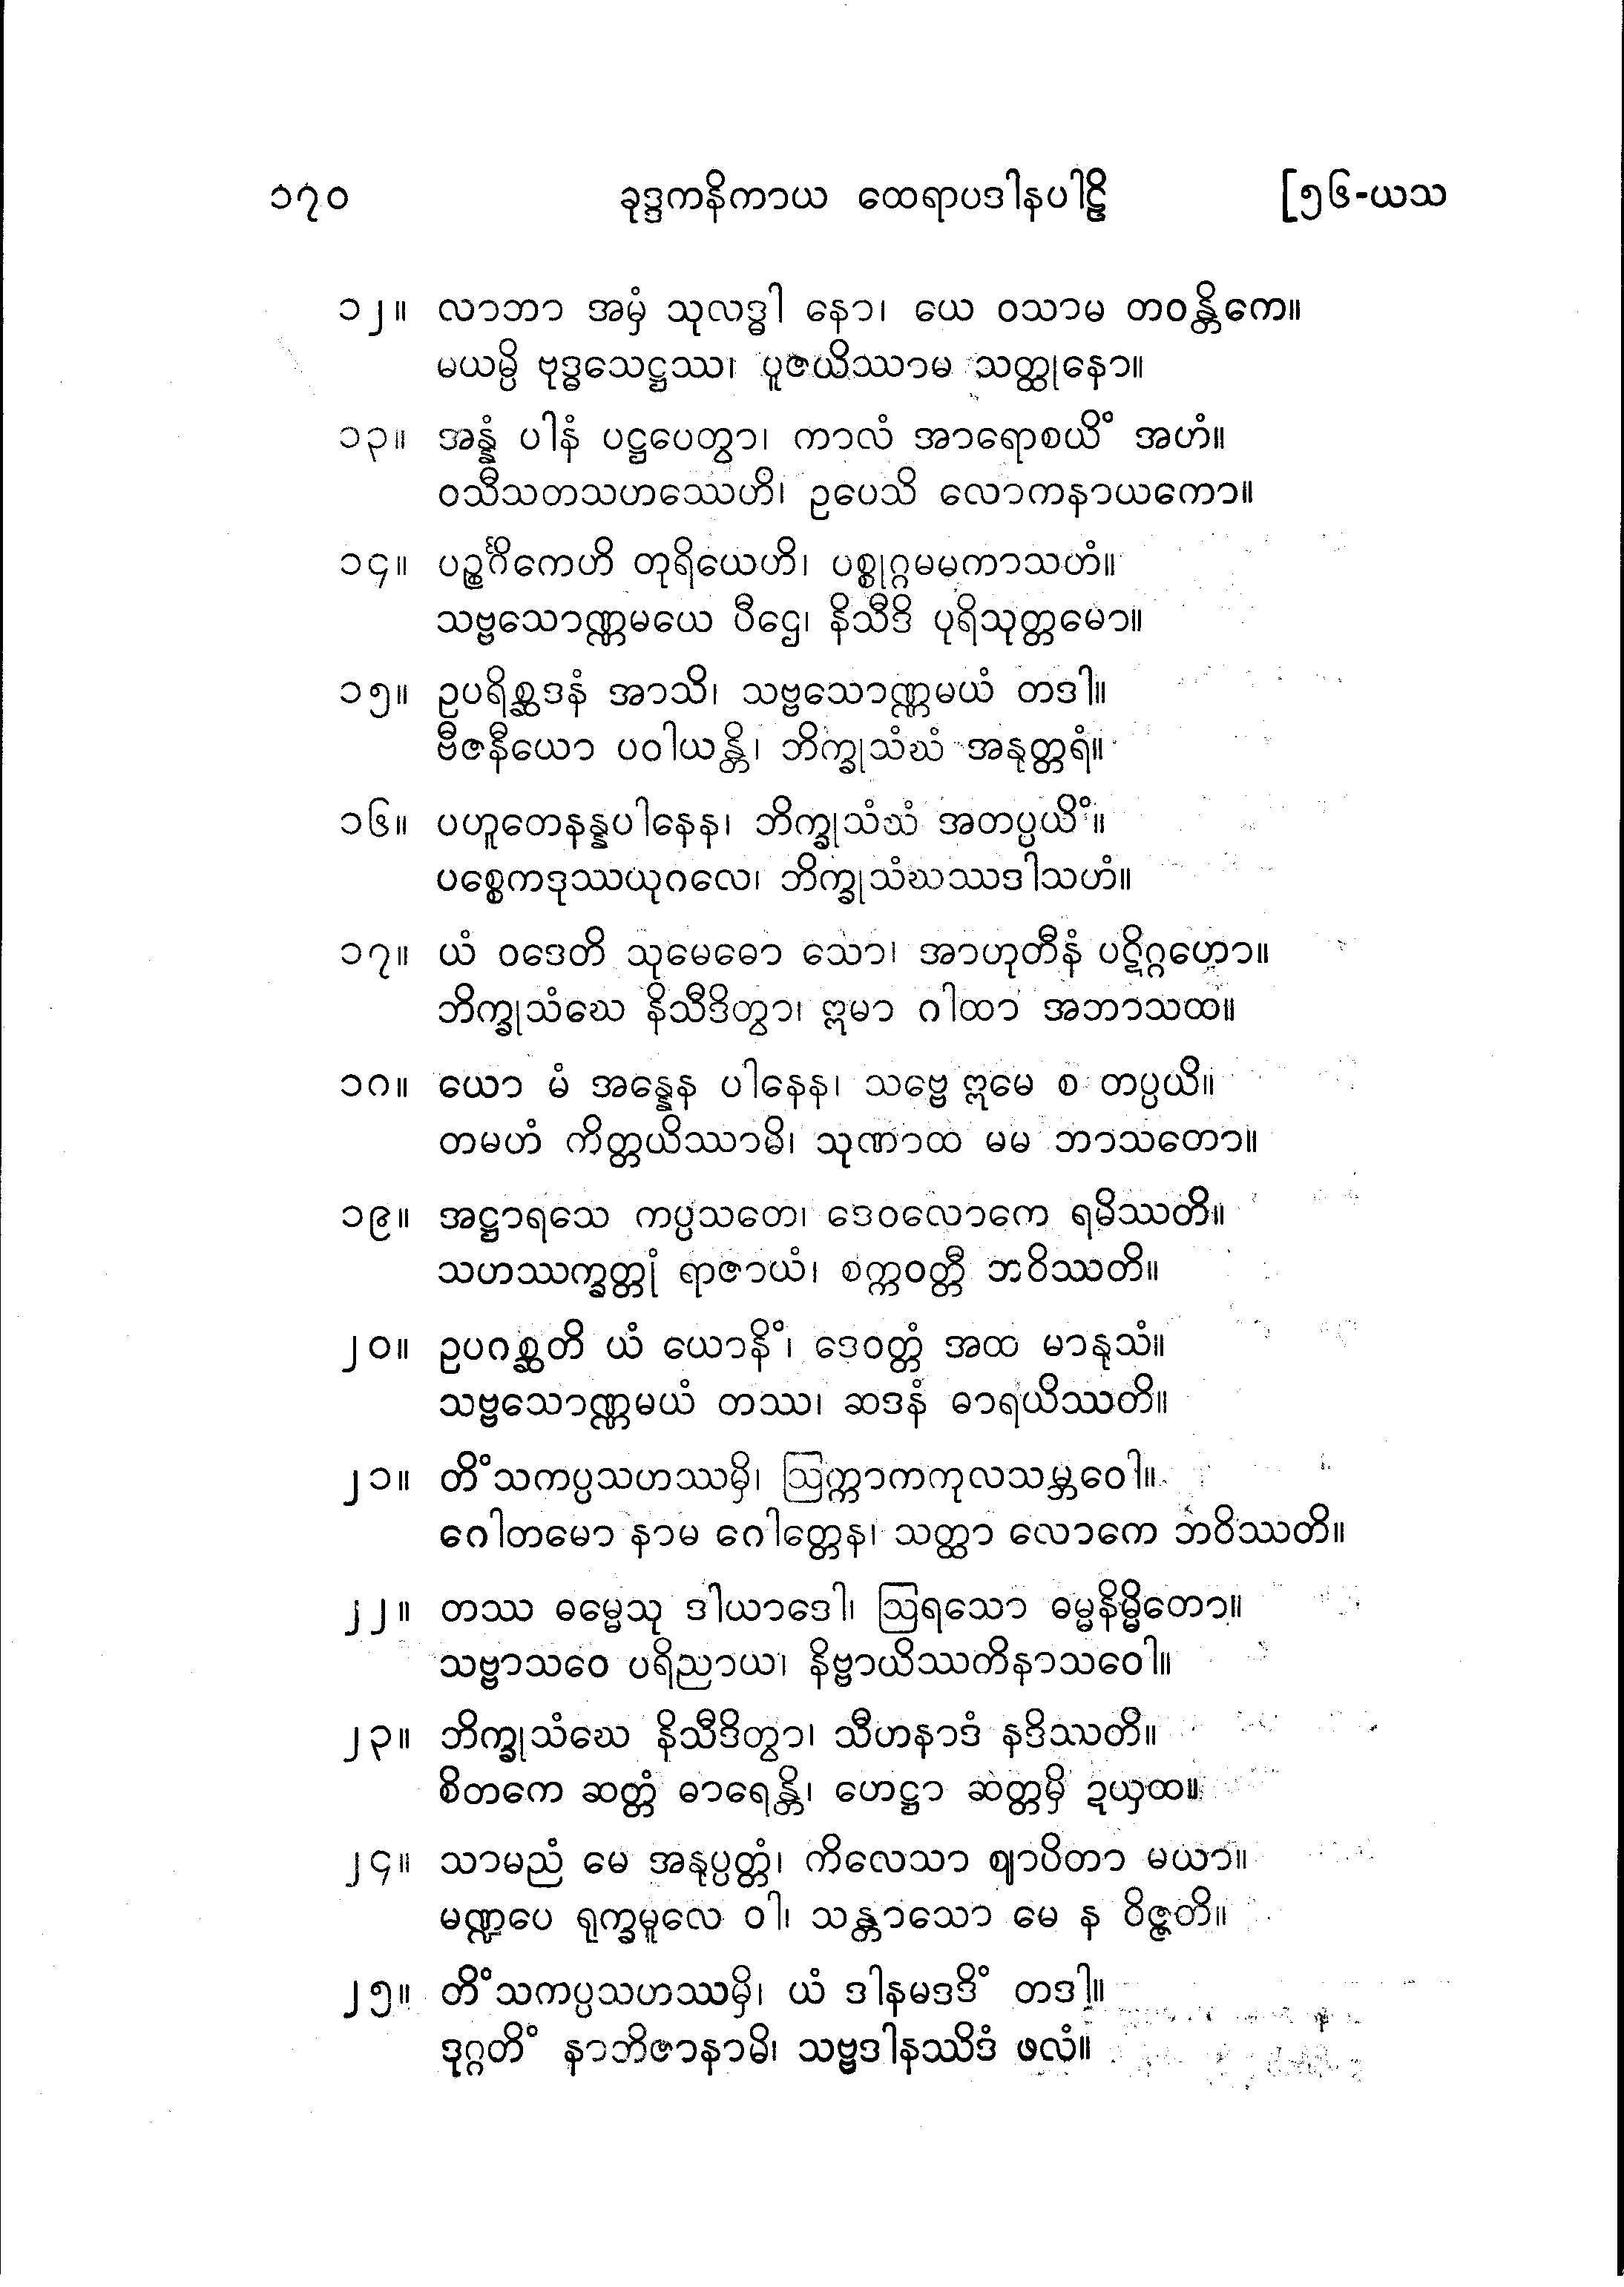 ၁၇၀ ခုဒ္ဒကနိကာယ ထေရာပဒါနပါဠိ [၅၆-ယသ
၁၂။ လာဘာ အမှံ သုလဒ္ဓါ နော၊ ယေ ဝသာမ တဝန္တိကေ။
မယမ္ပိ ဗုဒ္ဓသေဋ္ဌဿ၊ ပူဇယိဿာမ သတ္ထုနော။
၁၃။ အန္နံ ပါနံ ပဋ္ဌပေတွာ၊ ကာလံ အာရောစယိံ အဟံ။
ဝသီသတသဟဿေဟိ၊ ဥပေသိ လောကနာယကော။
၁၄။ ပဉ္စင်္ဂိကေဟိ တုရိယေဟိ၊ ပစ္စုဂ္ဂမမကာသဟံ။
သဗ္ဗသောဏ္ဏမယေ ပီဌေ၊ နိသီဒိ ပုရိသုတ္တမော။
၁၅။ ဥပရိစ္ဆဒနံ အာသိ၊ သဗ္ဗသောဏ္ဏမယံ တဒါ။
ဗီဇနီယော ပဝါယန္တိ၊ ဘိက္ခုသံဃံ အနုတ္တရံ။
၁၆။ ပဟူတေနန္နပါနေန၊ ဘိက္ခုသံဃံ အတပ္ပယိံ။
ပစ္စေကဒုဿယုဂလေ၊ ဘိက္ခုသံဃဿဒါသဟံ။
၁၇။ ယံ ဝဒေတိ သုမေဓော သော၊ အာဟုတီနံ ပဋိဂ္ဂဟော။
ဘိက္ခုသံဃေ နိသီဒိတွာ၊ ဣမာ ဂါထာ အဘာသထ။
၁၈။ ယော မံ အန္နေန ပါနေန၊ သဗ္ဗေ ဣမေ စ တပ္ပယိ။
တမဟံ ကိတ္တယိဿာမိ၊ သုဏာထ မမ ဘာသတော။
၁၉။ အဋ္ဌာရသေ ကပ္ပသတေ၊ ဒေဝလောကေ ရမိဿတိ။
သဟဿက္ခတ္တုံ ရာဇာယံ၊ စက္ကဝတ္တီ ဘဝိဿတိ။
၂၀။ ဥပဂစ္ဆတိ ယံ ယောနိံ၊ ဒေဝတ္တံ အထ မာနုသံ။
သဗ္ဗသောဏ္ဏမယံ တဿ၊ ဆဒနံ ဓာရယိဿတိ။
၂၁။ တိံသကပ္ပသဟဿမှိ၊ ဩက္ကာကကုလသမ္ဘဝေါ။
ဂေါတမော နာမ ဂေါတ္တေန၊ သတ္ထာ လောကေ ဘဝိဿတိ။
၂၂။ တဿ ဓမ္မေသု ဒါယာဒေါ၊ ဩရသော ဓမ္မနိမ္မိတော။
သဗ္ဗာသဝေ ပရိညာယ၊ နိဗ္ဗာယိဿတိနာသဝေါ။
၂၃။ ဘိက္ခုသံဃေ နိသီဒိတွာ၊ သီဟနာဒံ နဒိဿတိ။
စိတကေ ဆတ္တံ ဓာရေန္တိ၊ ဟေဋ္ဌာ ဆတ္တမှိ ဍယှထ။
၂၄။ သာမညံ မေ အနုပ္ပတ္တံ၊ ကိလေသာ ဈာပိတာ မယာ။
မဏ္ဍပေ ရုက္ခမူလေ ဝါ၊ သန္တာသော မေ န ဝိဇ္ဇတိ။
၂၅။ တိံသကပ္ပသဟဿမှိ၊ ယံ ဒါနမဒဒိံ တဒါ။
ဒုဂ္ဂတိံ နာဘိဇာနာမိ၊ သဗ္ဗဒါနဿိဒံ ဖလံ။